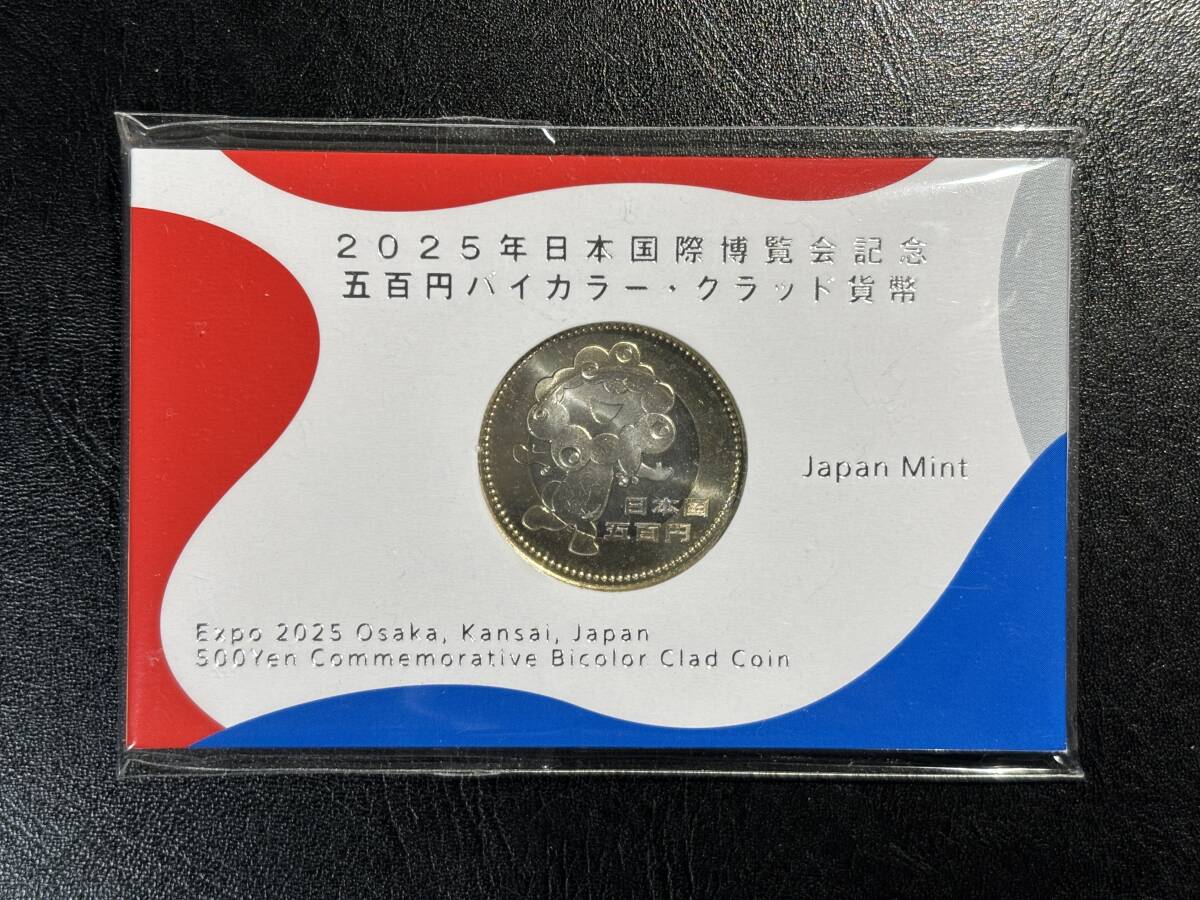 2025年日本国際博覧会記念
五百円バイカラー・クラッド貨幣
日本国
五百円
Japan Mint
Expo 2025 Osaka, Kansai, Japan
500Yen Commemorative Bicolor Clad Coin